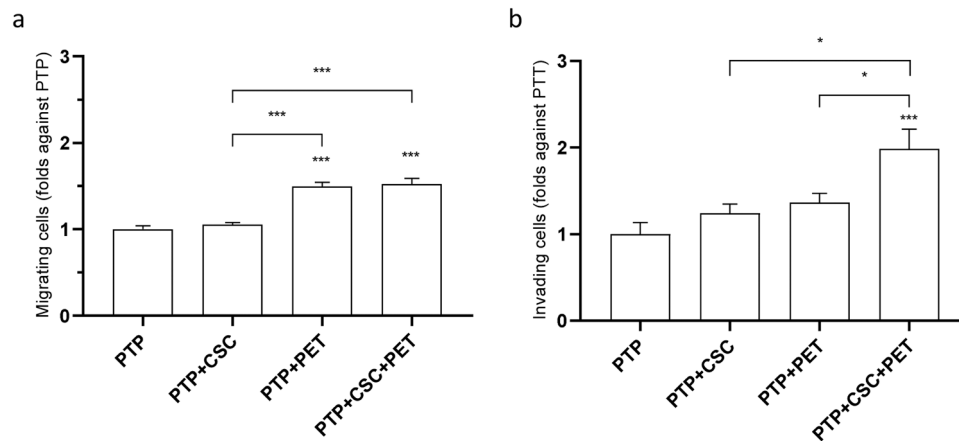 a
Migrating cells (folds against PTP)
3
2
1
0
***
***
***
***
PTP
PTP+CSC
PTP+PET
PTP+CSC+PET
b
Invading cells (folds against PTT)
3
2
1
0
*
*
***
PTP
PTP+CSC
PTP+PET
PTP+CSC+PET